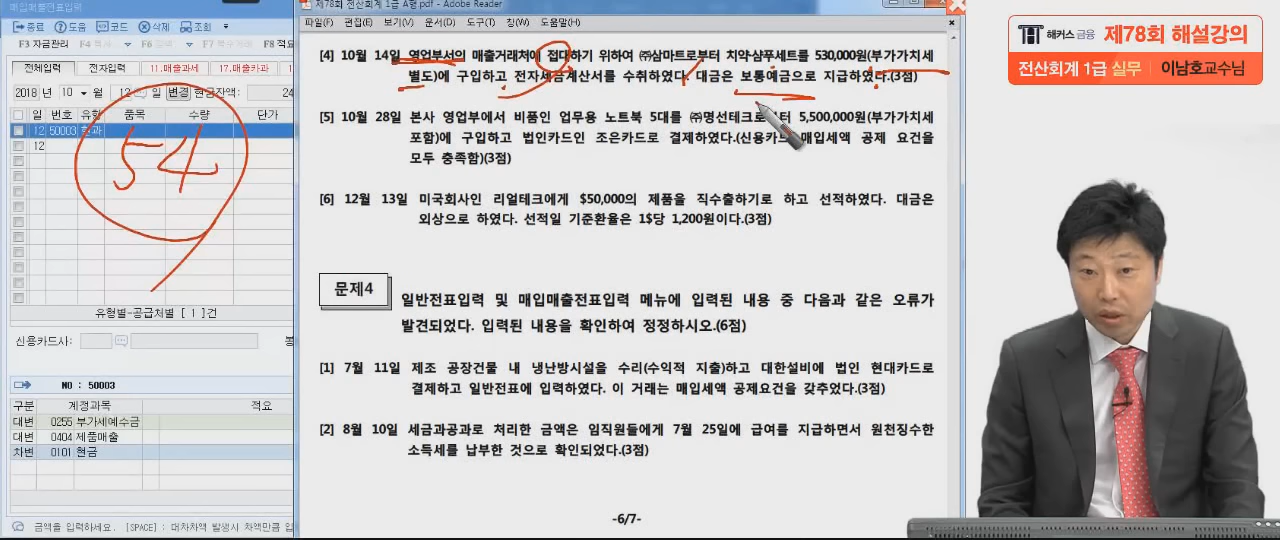 매입매출전표입력
종료 도움 코드 삭제 조회
F3 자금관리
F8 적요
전체입력 전자입력 11.매출과세 17.매출카과
2018 년 10 월 12 일 변경 현금잔액: 24
일 번호 유형 품목 수량 단가
12 50003
12
54
유형별-공급처별 [ 1 ]건
신용카드사:
NO : 50003
구분 계정과목 적요
대변 0255 부가세예수금
대변 0404 제품매출
차변 0101 현금
금액을 입력하세요. [SPACE] : 대차차액 발생시 차액만큼
제78회 전산회계 1급 A형.pdf - Adobe Reader
파일(F) 편집(E) 보기(V) 문서(D) 도구(T) 창(W) 도움말(H)
[4] 10월 14일 영업부서의 매출거래처에 접대하기 위하여 ㈜삼마트로부터 치약샴푸세트를 530,000원(부가가치세
별도)에 구입하고 전자세금계산서를 수취하였다. 대금은 보통예금으로 지급하였다.(3점)
[5] 10월 28일 본사 영업부에서 비품인 업무용 노트북 5대를 ㈜명선테크로부터 5,500,000원(부가가치세
포함)에 구입하고 법인카드인 조은카드로 결제하였다.(신용카드 매입세액 공제 요건을
모두 충족함)(3점)
[6] 12월 13일 미국회사인 리얼테크에게 $50,000의 제품을 직수출하기로 하고 선적하였다. 대금은
외상으로 하였다. 선적일 기준환율은 1$당 1,200원이다.(3점)
문제4
일반전표입력 및 매입매출전표입력 메뉴에 입력된 내용 중 다음과 같은 오류가
발견되었다. 입력된 내용을 확인하여 정정하시오.(6점)
[1] 7월 11일 제조 공장건물 내 냉난방시설을 수리(수익적 지출)하고 대한설비에 법인 현대카드로
결제하고 일반전표에 입력하였다. 이 거래는 매입세액 공제요건을 갖추었다.(3점)
[2] 8월 10일 세금과공과로 처리한 금액은 임직원들에게 7월 25일에 급여를 지급하면서 원천징수한
소득세를 납부한 것으로 확인되었다.(3점)
-6/7-
해커스 금융 제78회 해설강의
전산회계 1급 실무 이남호교수님